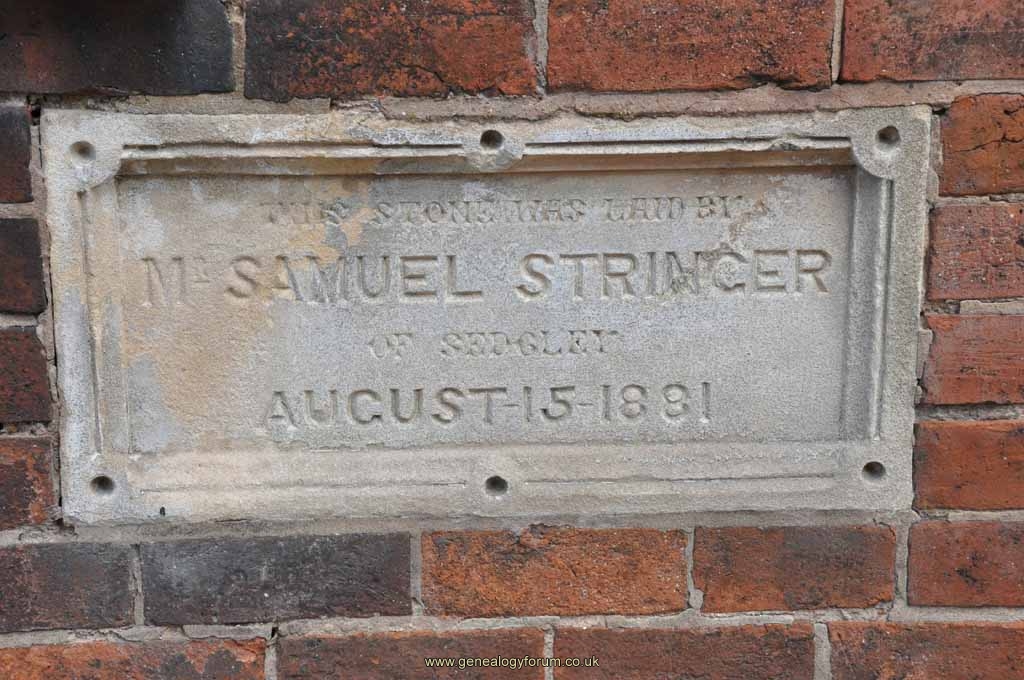 THIS STONE WAS LAID BY
Mr SAMUEL STRINGER
OF SEDGLEY
AUGUST-15-1881
www.genealogyforum.co.uk